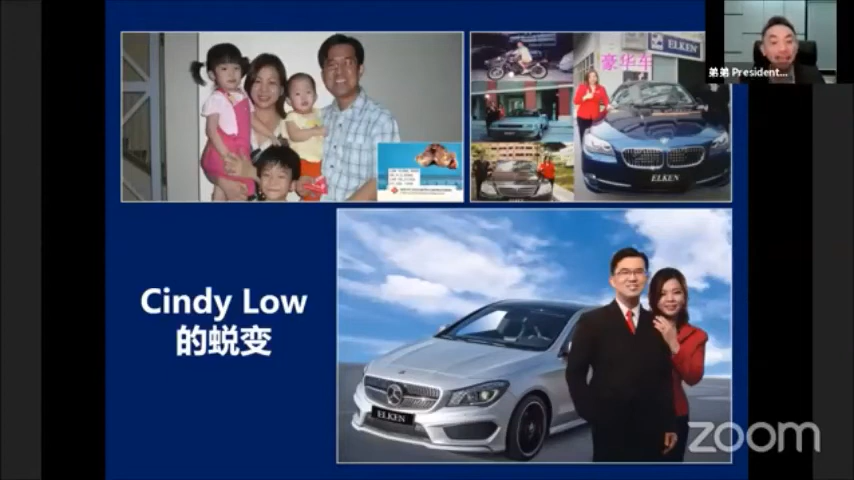 豪华车
ELKEN
弟弟 President...
ELKEN
Cindy Low
的蜕变
ELKEN
zoom